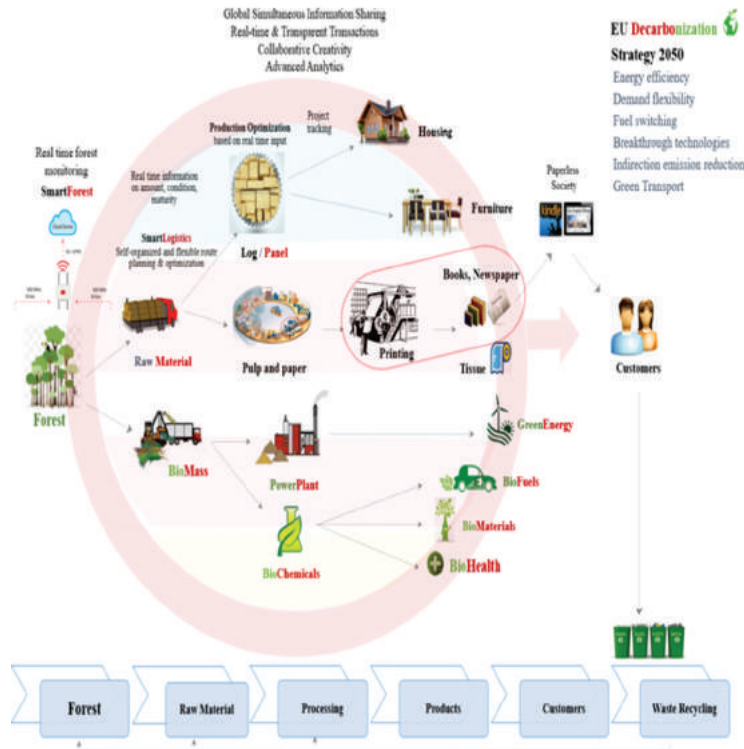 Global Simultaneous Information Sharing
Real-time & Transparent Transactions
Collaborative Creativity
Advanced Analytics
EU Decarbonization
Strategy 2050
Energy efficiency
Demand flexibility
Fuel switching
Breakthrough technologies
Indirection emission reduction
Green Transport
Project
tracking
Production Optimization
based on real time input
Housing
Real time forest
monitoring
SmartForest
Real time information
on amount, condition,
maturity
Paperless
Society
kindle
Furniture
SmartLogistics
Self-organized and flexible route
planning & optimization
Log / Panel
Books, Newspaper
Raw Material
Pulp and paper
Printing
Tissue
Customers
Forest
GreenEnergy
BioMass
PowerPlant
BioFuels
BioMaterials
BioChemicals
BioHealth
Forest
Raw Material
Processing
Products
Customers
Waste Recycling